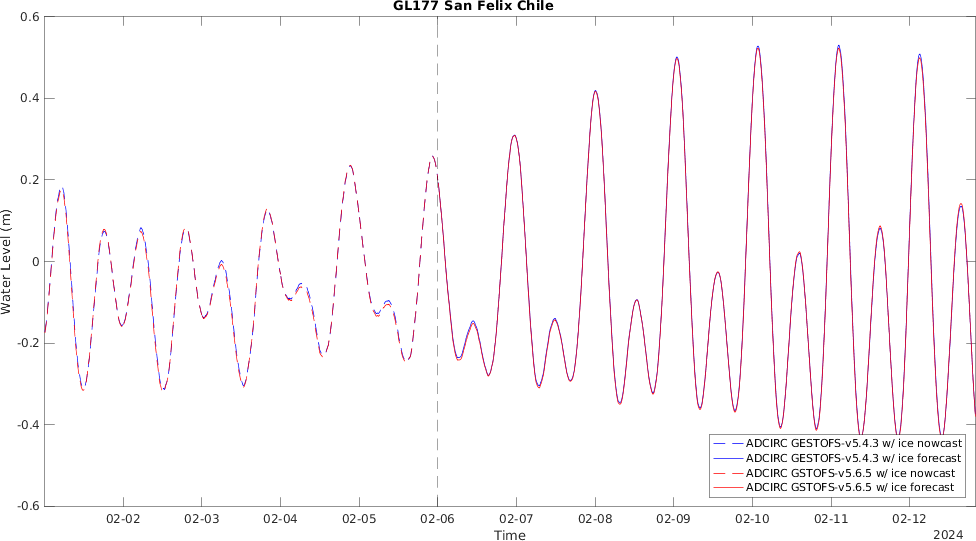 GL177 San Felix Chile
0.6
0.4
0.2
0
-0.2
-0.4
-0.6
Water Level (m)
ADCIRC GESTOFS-v5.4.3 w/ ice nowcast
ADCIRC GESTOFS-v5.4.3 w/ ice forecast
ADCIRC GSTOFS-v5.6.5 w/ ice nowcast
ADCIRC GSTOFS-v5.6.5 w/ ice forecast
02-02 02-03 02-04 02-05 02-06 02-07 02-08 02-09 02-10 02-11 02-12
Time
2024